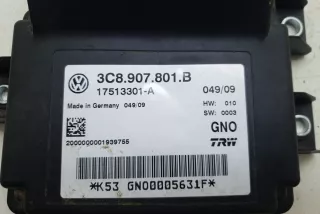 3C8.907.801.B
17513301-A 049/09
Made in Germany 049/09 HW: 010
SW: 0003
GNO
TRW
2000000001939755
*K53 GNO0005631F*